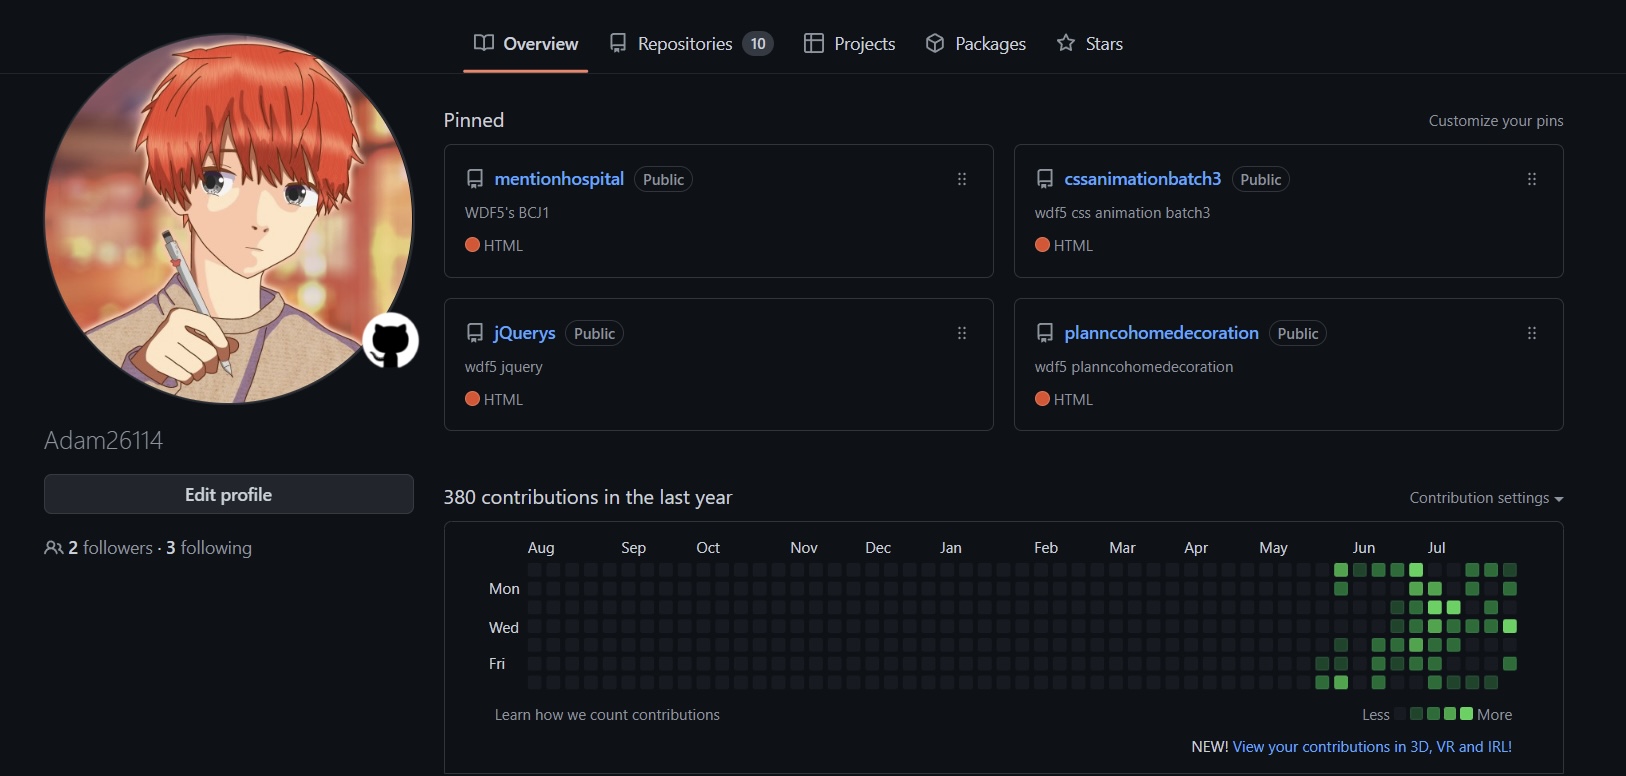 Overview Repositories 10 Projects Packages Stars
Pinned Customize your pins
mentionhospital Public
WDF5's BCJ1
HTML
cssanimationbatch3 Public
wdf5 css animation batch3
HTML
jQuerys Public
wdf5 jquery
HTML
planncohomedecoration Public
wdf5 planncohomedecoration
HTML
Adam26114
Edit profile
2 followers · 3 following
380 contributions in the last year Contribution settings
Aug Sep Oct Nov Dec Jan Feb Mar Apr May Jun Jul
Mon
Wed
Fri
Learn how we count contributions Less More
NEW! View your contributions in 3D, VR and IRL!